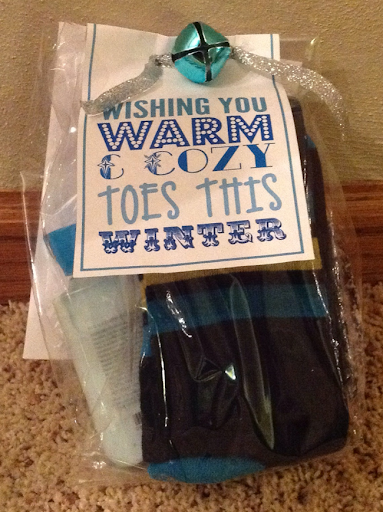 WISHING YOU
WARM
& COZY
TOES THIS
WINTER